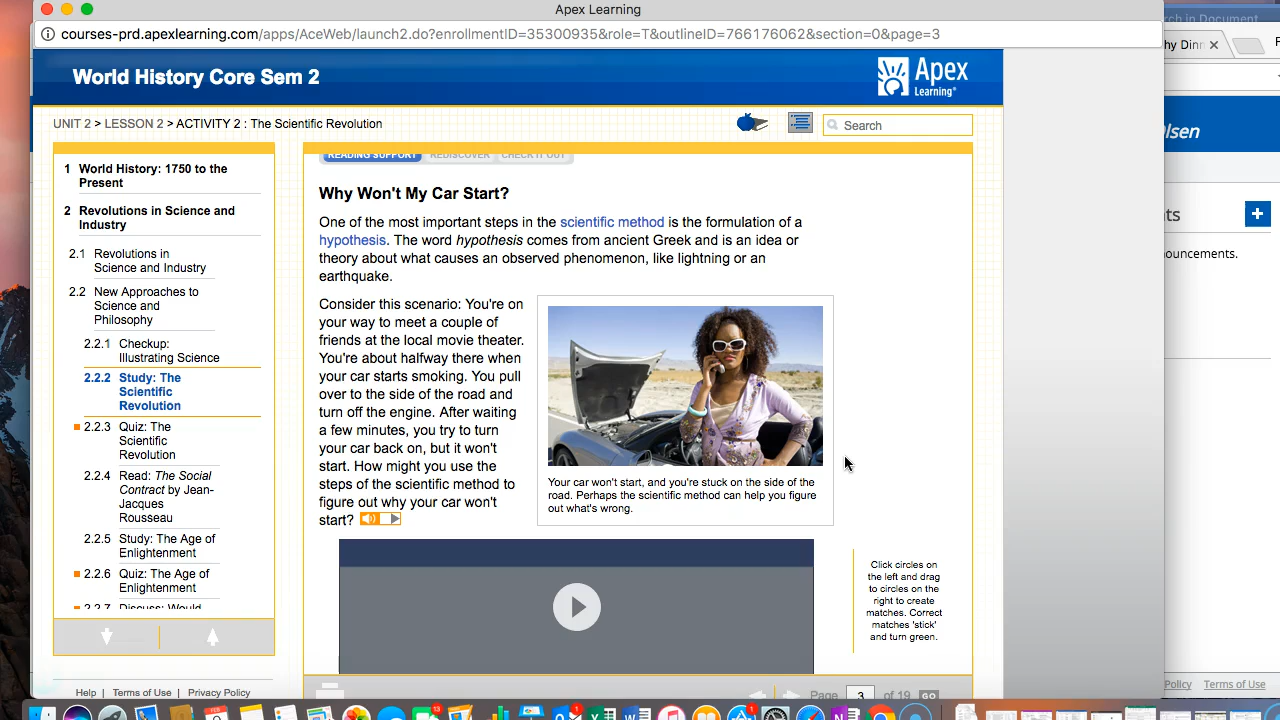 Apex Learning
courses-prd.apexlearning.com/apps/AceWeb/launch2.do?enrolmentID=35300935&role=T&outlineID=766176062&section=0&page=3
rch in Document
hy Dinn
World History Core Sem 2
Apex
Learning
lsen
UNIT 2 > LESSON 2 > ACTIVITY 2 : The Scientific Revolution
Search
READING SUPPORT REDISCOVER CHECK IT OUT
1 World History: 1750 to the
Present
2 Revolutions in Science and
Industry
2.1 Revolutions in
Science and Industry
2.2 New Approaches to
Science and
Philosophy
2.2.1 Checkup:
Illustrating Science
2.2.2 Study: The
Scientific
Revolution
2.2.3 Quiz: The
Scientific
Revolution
2.2.4 Read: The Social
Contract by Jean-
Jacques
Rousseau
2.2.5 Study: The Age of
Enlightenment
2.2.6 Quiz: The Age of
Enlightenment
2.2.7 Discuss: Would
Why Won't My Car Start?
One of the most important steps in the scientific method is the formulation of a
hypothesis. The word hypothesis comes from ancient Greek and is an idea or
theory about what causes an observed phenomenon, like lightning or an
earthquake.
Consider this scenario: You're on
your way to meet a couple of
friends at the local movie theater.
You're about halfway there when
your car starts smoking. You pull
over to the side of the road and
turn off the engine. After waiting
a few minutes, you try to turn
your car back on, but it won't
start. How might you use the
steps of the scientific method to
figure out why your car won't
start?
Your car won't start, and you're stuck on the side of the
road. Perhaps the scientific method can help you figure
out what's wrong.
Click circles on
the left and drag
to circles on the
right to create
matches. Correct
matches 'stick'
and turn green.
nts
ouncements.
Help | Terms of Use | Privacy Policy
Page 3 of 19 GO
Policy Terms of Use